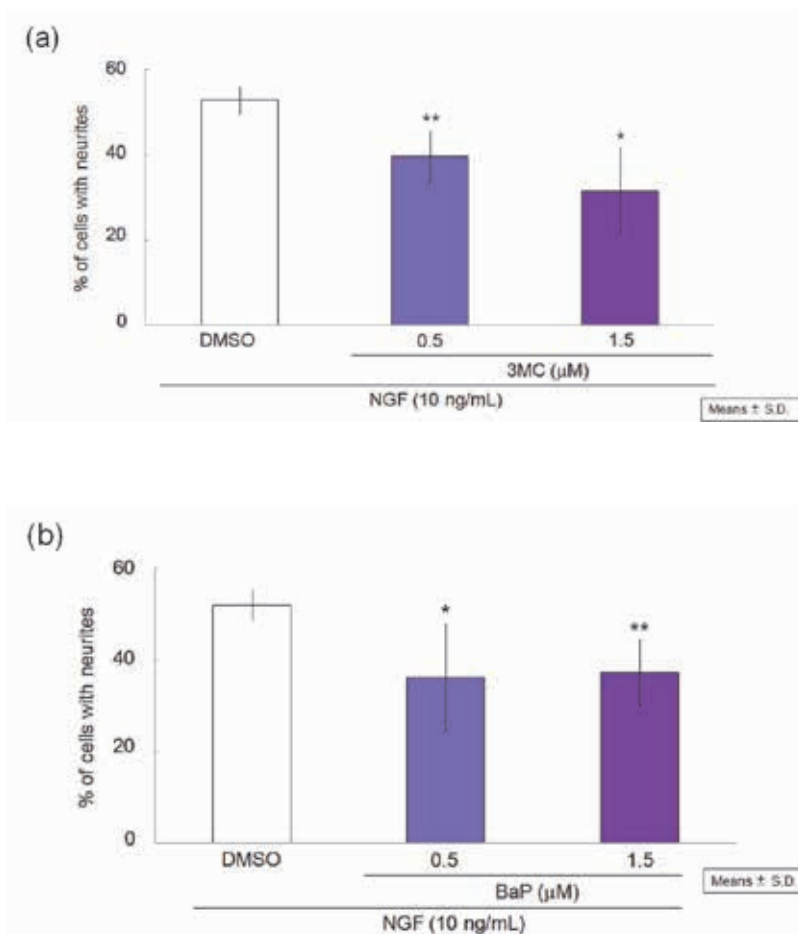 (a)
% of cells with neurites
60
40
20
0
**
*
DMSO
0.5
1.5
3MC (μM)
NGF (10 ng/mL)
Means ± S.D.
(b)
% of cells with neurites
60
40
20
0
*
**
DMSO
0.5
1.5
BaP (μM)
NGF (10 ng/mL)
Means ± S.D.